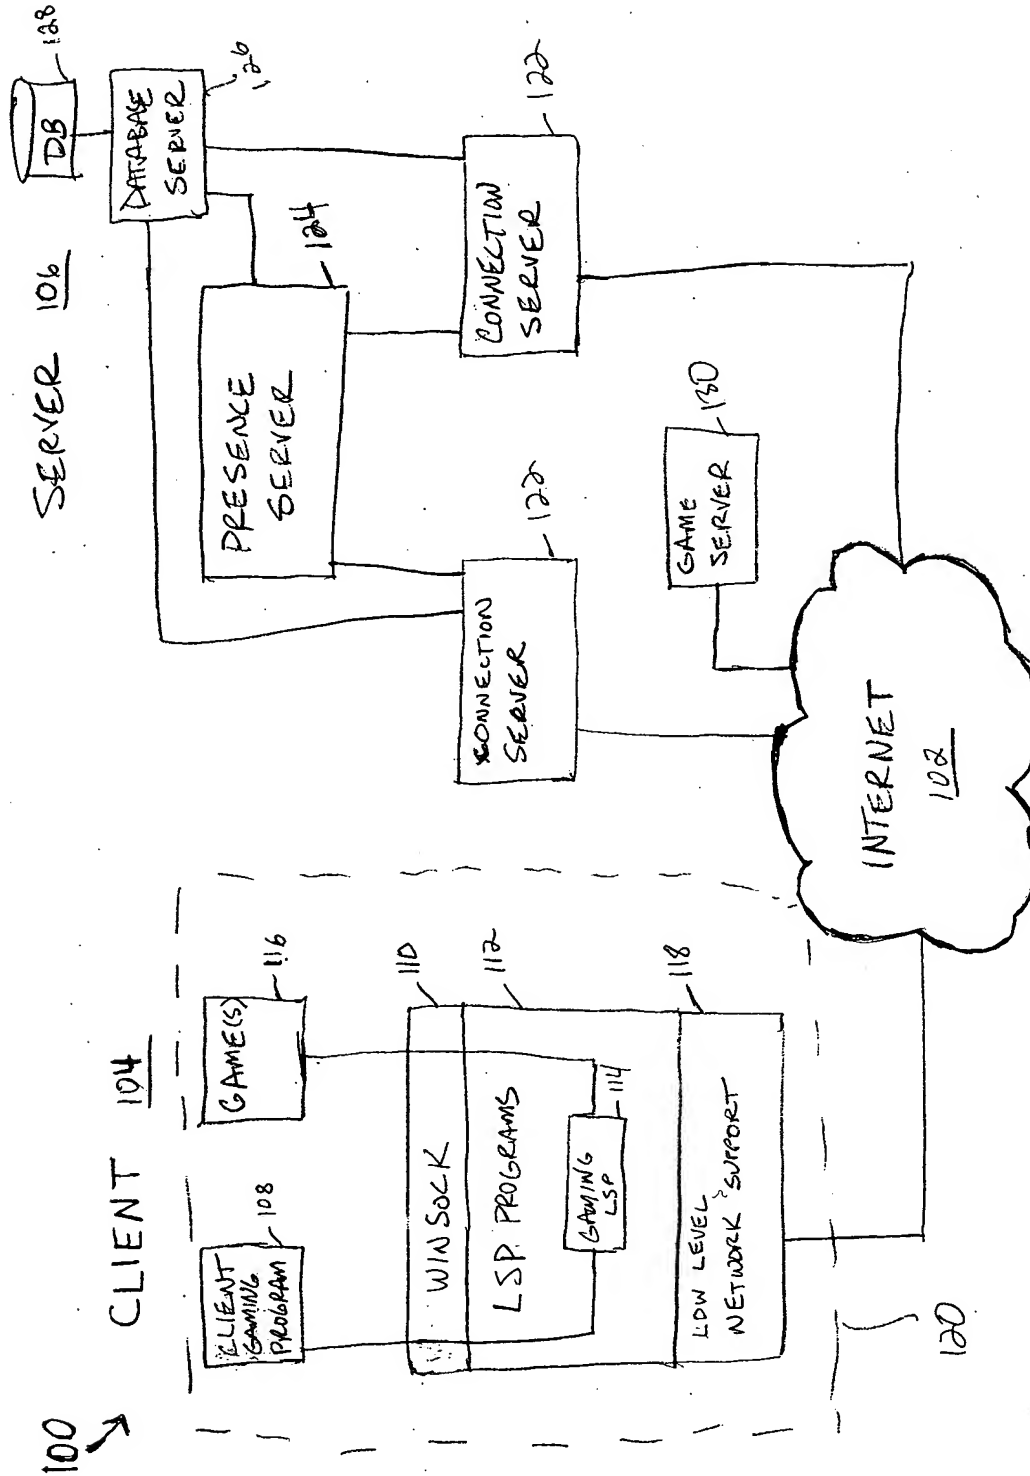 100
CLIENT 104
SERVER 106
CLIENT
GAMING
PROGRAM
108
GAME(S)
116
WINSOCK
110
LSP PROGRAMS
112
GAMING
LSP
114
LOW LEVEL
NETWORK SUPPORT
118
120
DB
128
DATABASE
SERVER
126
PRESENCE
SERVER
124
CONNECTION
SERVER
122
CONNECTION
SERVER
122
GAME
SERVER
130
INTERNET
102